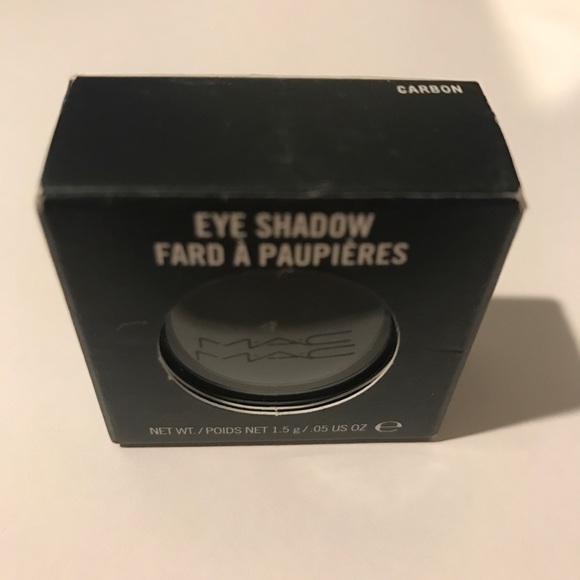 CARBON
EYE SHADOW
FARD À PAUPIÈRES
MAC
MAC
NET WT. / POIDS NET 1.5 g / .05 US OZ ℮